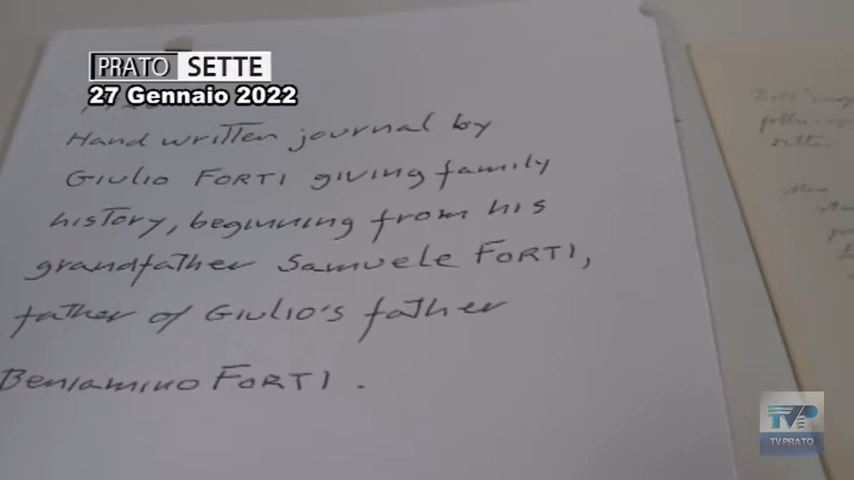 PRATO SETTE
27 Gennaio 2022
Hand written journal by
GIULIO FORTI giving family
history, beginning from his
grandfather Samuele FORTI,
father of GIULIO's father
Beniamino FORTI.
TVP
TV PRATO